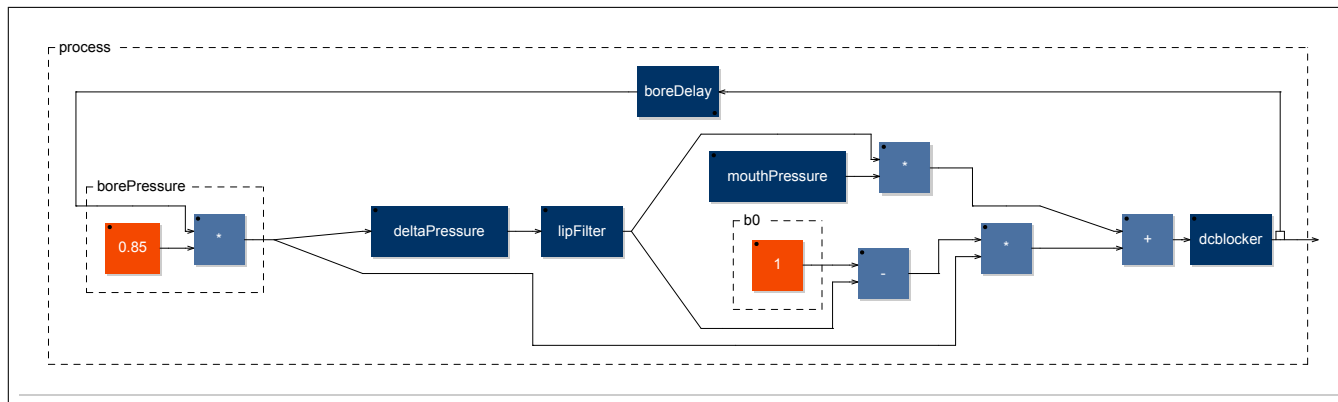 process
boreDelay
*
mouthPressure
borePressure
0.85
*
deltaPressure
lipFilter
b0
1
-
*
+
dcblocker